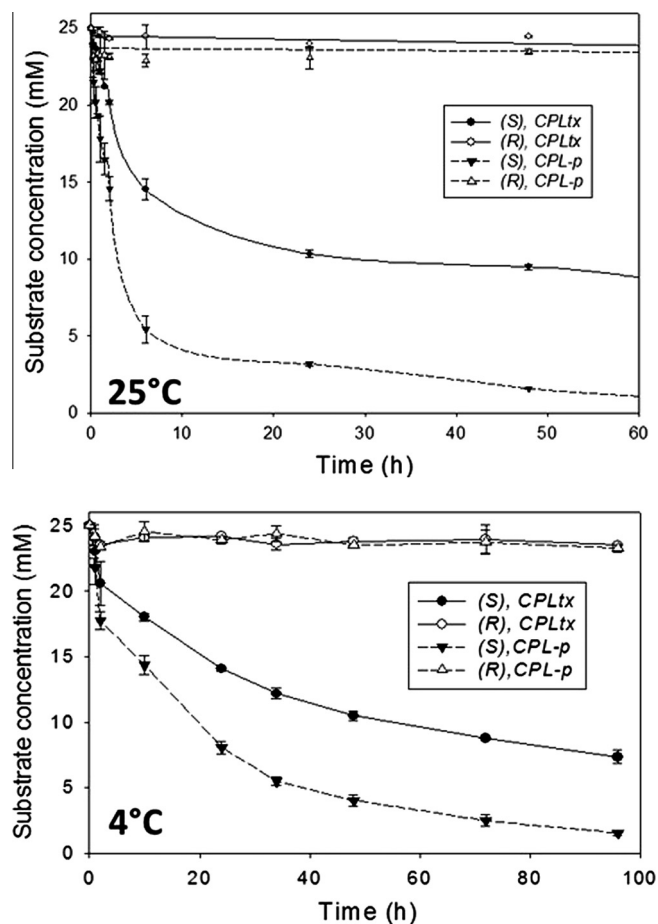 Substrate concentration (mM)
25
20
15
10
5
0
(S), CPLtx
(R), CPLtx
(S), CPL-p
(R), CPL-p
25°C
0 10 20 30 40 50 60
Time (h)
Substrate concentration (mM)
25
20
15
10
5
0
(S), CPLtx
(R), CPLtx
(S),CPL-p
(R),CPL-p
4°C
0 20 40 60 80 100
Time (h)